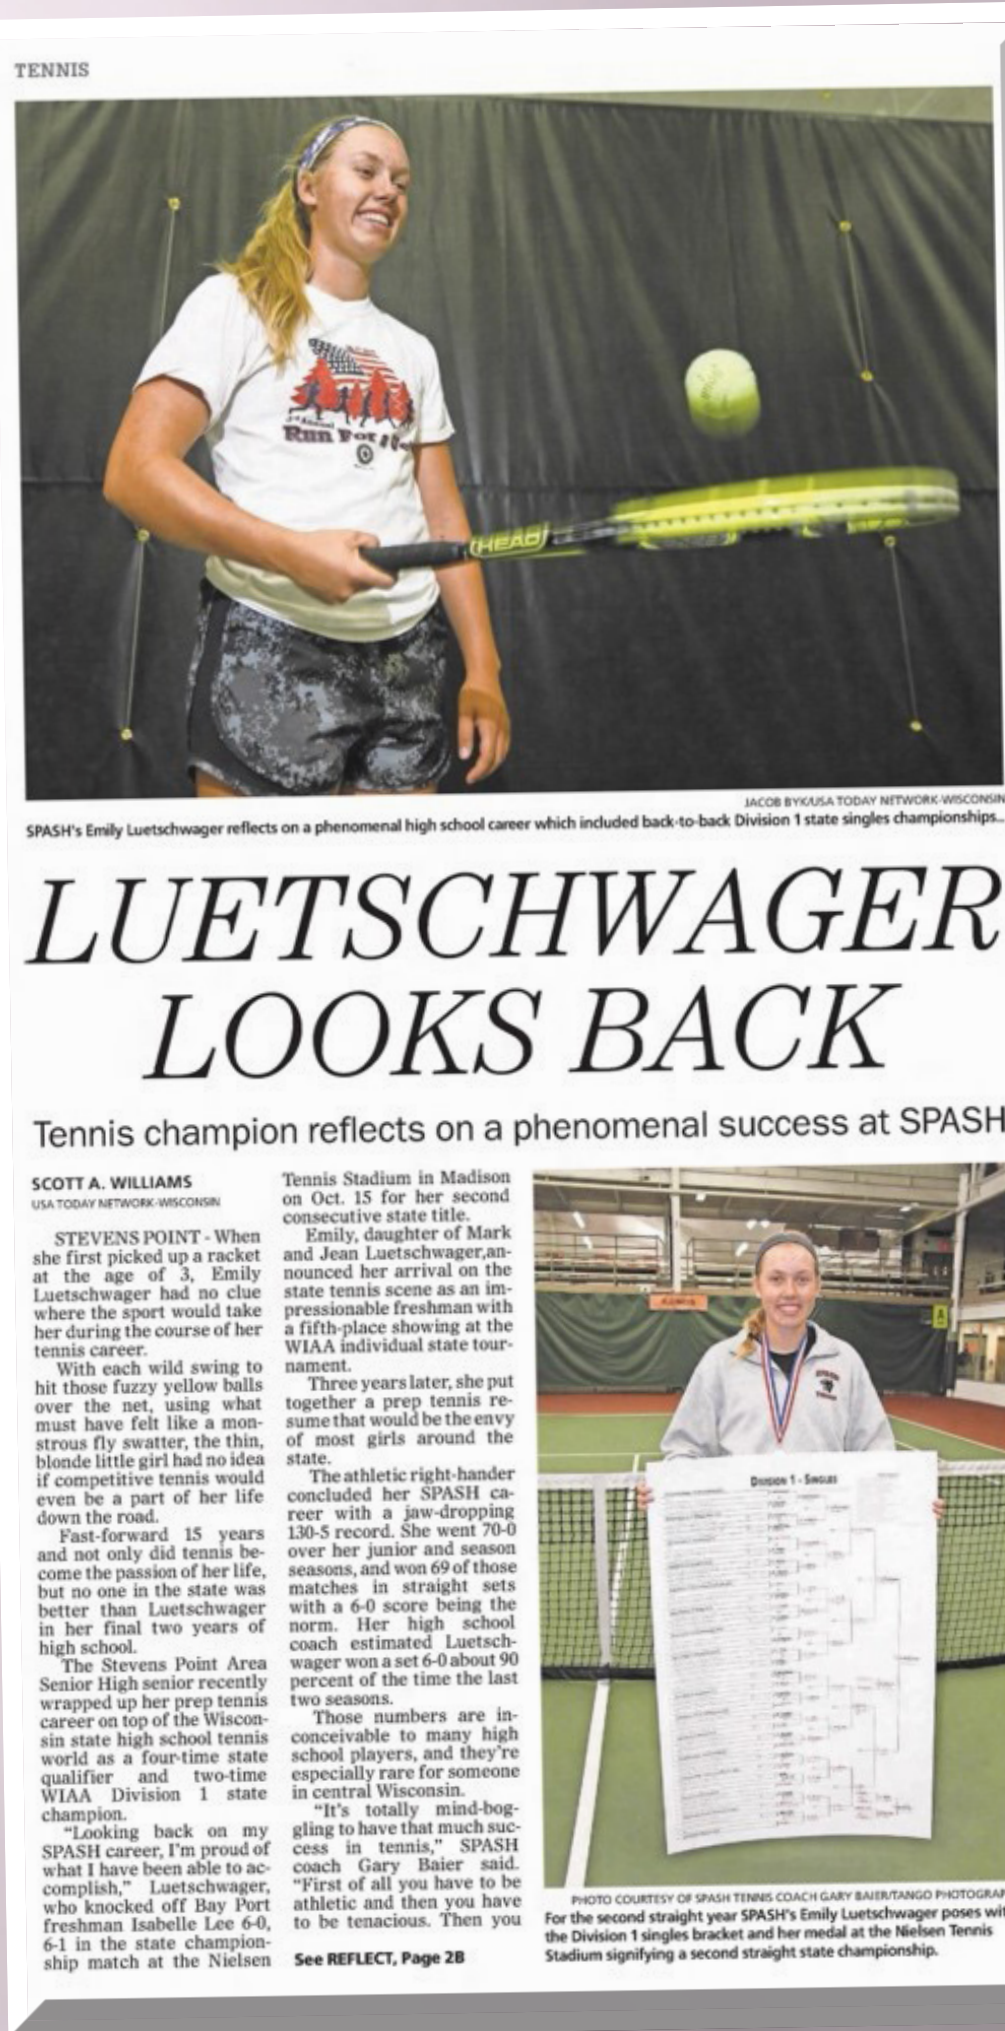 TENNIS
Run For
HEAD
JACOB BYK/USA TODAY NETWORK-WISCONSIN
SPASH's Emily Luetschwager reflects on a phenomenal high school career which included back-to-back Division 1 state singles championships...
LUETSCHWAGER
LOOKS BACK
Tennis champion reflects on a phenomenal success at SPASH
SCOTT A. WILLIAMS
USA TODAY NETWORK-WISCONSIN
STEVENS POINT - When
she first picked up a racket
at the age of 3, Emily
Luetschwager had no clue
where the sport would take
her during the course of her
tennis career.
With each wild swing to
hit those fuzzy yellow balls
over the net, using what
must have felt like a mon-
strous fly swatter, the thin,
blonde little girl had no idea
if competitive tennis would
even be a part of her life
down the road.
Fast-forward 15 years
and not only did tennis be-
come the passion of her life,
but no one in the state was
better than Luetschwager
in her final two years of
high school.
The Stevens Point Area
Senior High senior recently
wrapped up her prep tennis
career on top of the Wiscon-
sin state high school tennis
world as a four-time state
qualifier and two-time
WIAA Division 1 state
champion.
“Looking back on my
SPASH career, I’m proud of
what I have been able to ac-
complish,” Luetschwager,
who knocked off Bay Port
freshman Isabelle Lee 6-0,
6-1 in the state champion-
ship match at the Nielsen
Tennis Stadium in Madison
on Oct. 15 for her second
consecutive state title.
Emily, daughter of Mark
and Jean Luetschwager,an-
nounced her arrival on the
state tennis scene as an im-
pressionable freshman with
a fifth-place showing at the
WIAA individual state tour-
nament.
Three years later, she put
together a prep tennis re-
sume that would be the envy
of most girls around the
state.
The athletic right-hander
concluded her SPASH ca-
reer with a jaw-dropping
130-5 record. She went 70-0
over her junior and season
seasons, and won 69 of those
matches in straight sets
with a 6-0 score being the
norm. Her high school
coach estimated Luetsch-
wager won a set 6-0 about 90
percent of the time the last
two seasons.
Those numbers are in-
conceivable to many high
school players, and they’re
especially rare for someone
in central Wisconsin.
“It’s totally mind-bog-
gling to have that much suc-
cess in tennis,” SPASH
coach Gary Baier said.
“First of all you have to be
athletic and then you have
to be tenacious. Then you
See REFLECT, Page 2B
DIVISION 1 - SINGLES
PHOTO COURTESY OF SPASH TENNIS COACH GARY BAIER/TANGO
For the second straight year SPASH's Emily Luetschwager poses
the Division 1 singles bracket and her medal at the Nielsen Tennis
Stadium signifying a second straight state championship.